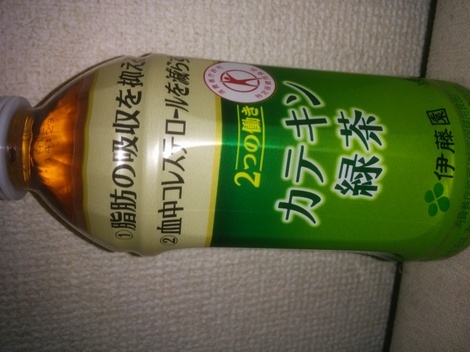 ①脂肪の吸収を抑え
②血中コレステロールを減ら
2つの働き
カテキン
緑茶
伊藤園